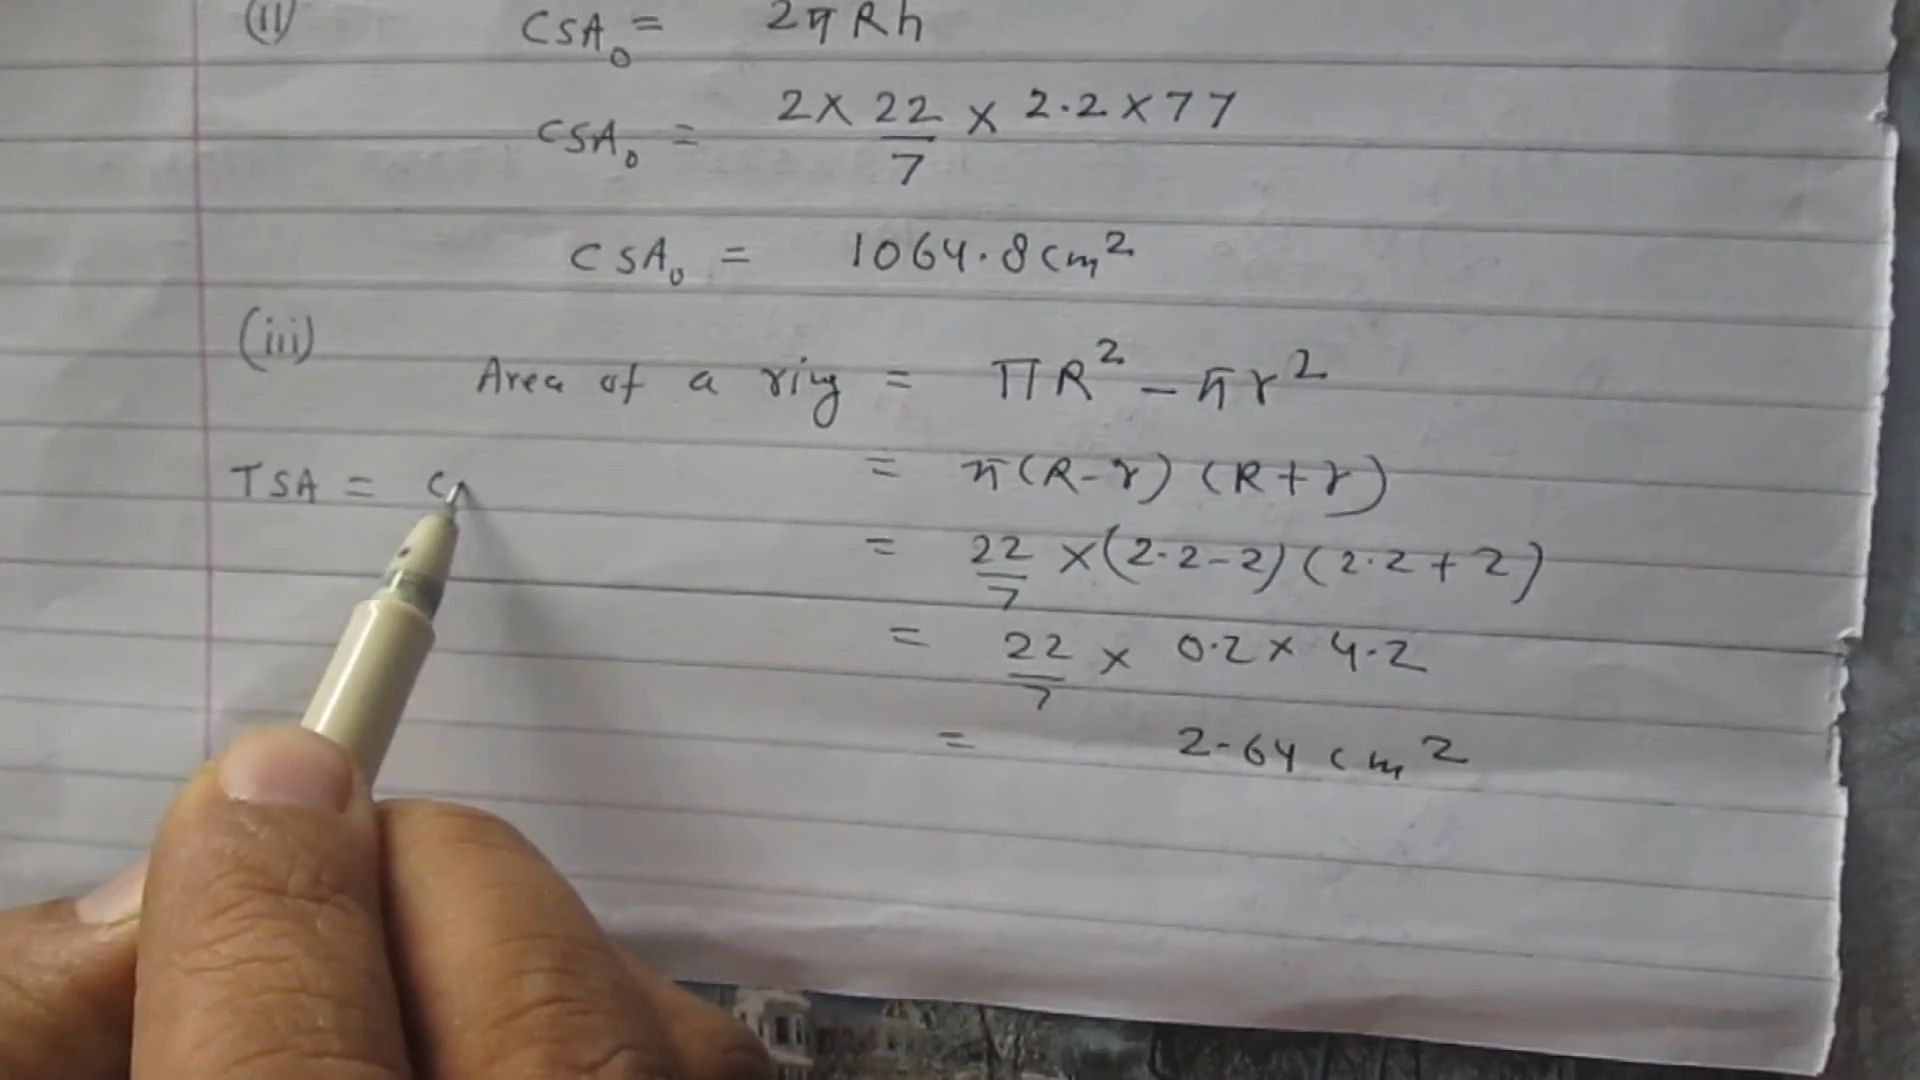 (ii) CSA₀ = 2πRh
CSA₀ = 2 × 22/7 × 2.2 × 77
CSA₀ = 1064.8 cm²
(iii)
Area of a ring = πR² - πr²
= π(R-r) (R+r)
TSA = C
= 22/7 × (2.2-2) (2.2+2)
= 22/7 × 0.2 × 4.2
= 2.64 cm²